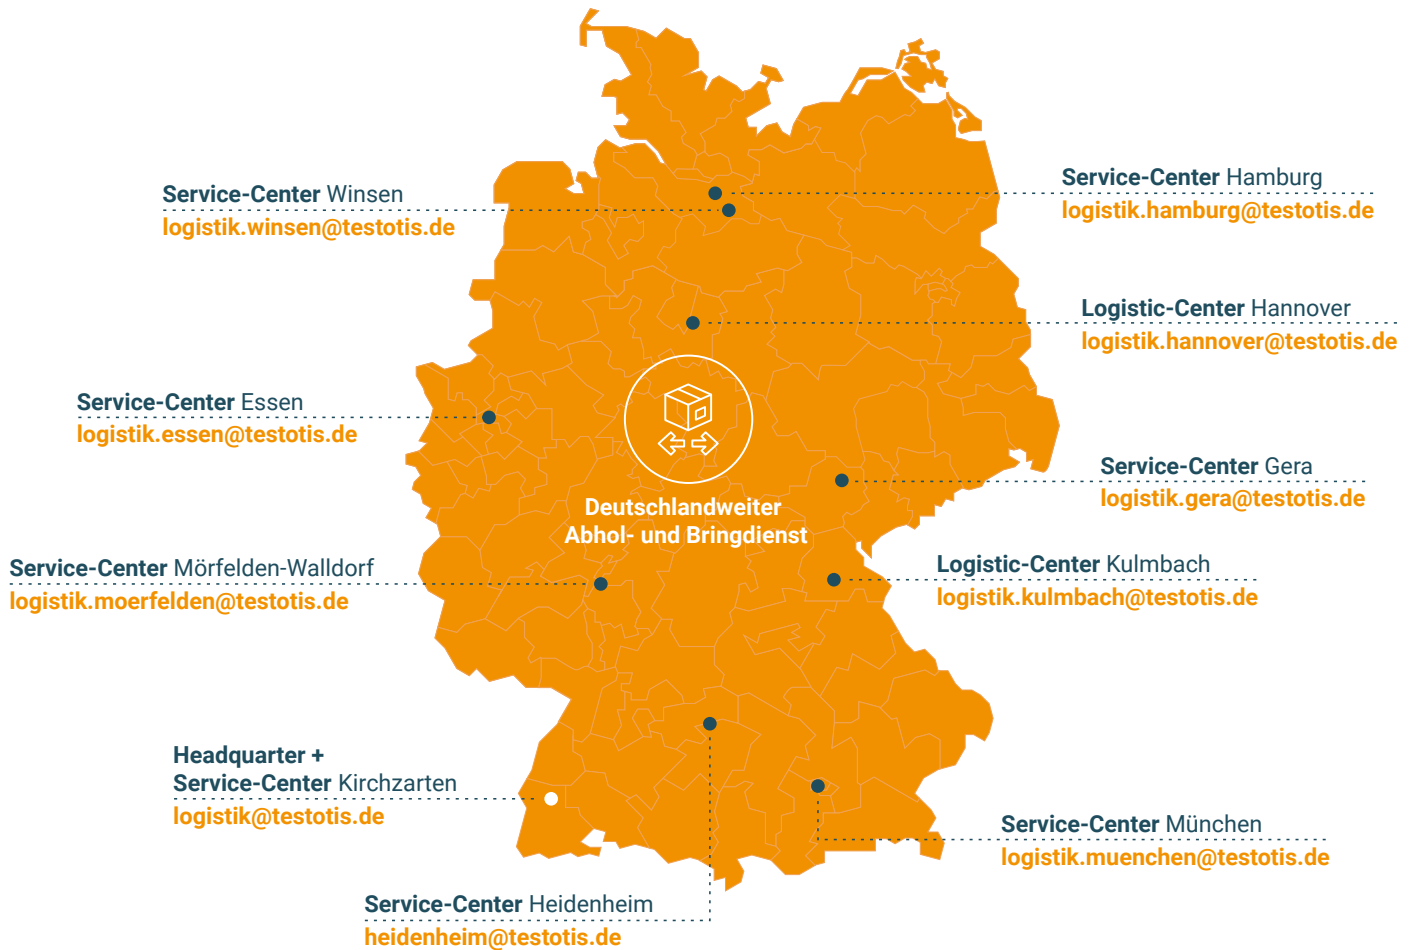 Service-Center Hamburg
logistik.hamburg@testotis.de
Service-Center Winsen
logistik.winsen@testotis.de
Logistic-Center Hannover
logistik.hannover@testotis.de
Service-Center Essen
logistik.essen@testotis.de
Service-Center Gera
logistik.gera@testotis.de
Deutschlandweiter
Abhol- und Bringdienst
Service-Center Mörfelden-Walldorf
logistik.moerfelden@testotis.de
Logistic-Center Kulmbach
logistik.kulmbach@testotis.de
Headquarter +
Service-Center Kirchzarten
logistik@testotis.de
Service-Center München
logistik.muenchen@testotis.de
Service-Center Heidenheim
heidenheim@testotis.de